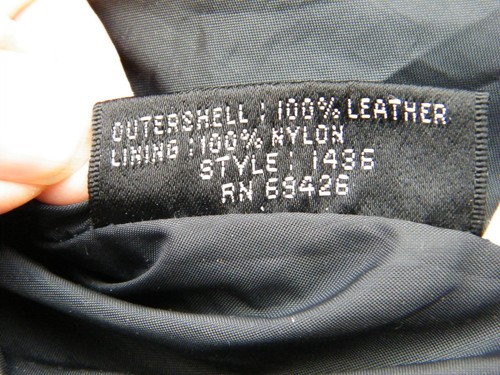 OUTERSHELL : 100% LEATHER
LINING : 100% NYLON
STYLE : 1436
RN 69426